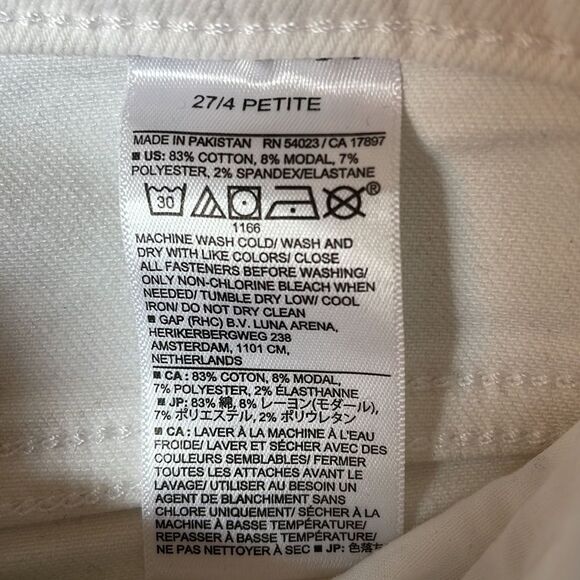 27/4 PETITE
MADE IN PAKISTAN RN 54023 / CA 17897
■ US: 83% COTTON, 8% MODAL, 7%
POLYESTER, 2% SPANDEX/ELASTANE
30 ®
1166
MACHINE WASH COLD/ WASH AND
DRY WITH LIKE COLORS/ CLOSE
ALL FASTENERS BEFORE WASHING/
ONLY NON-CHLORINE BLEACH WHEN
NEEDED/ TUMBLE DRY LOW/ COOL
IRON/ DO NOT DRY CLEAN
■ GAP (RHC) B.V. LUNA ARENA,
HERIKERBERGWEG 238
AMSTERDAM, 1101 CM,
NETHERLANDS
■ CA : 83% COTON, 8% MODAL,
7% POLYESTER, 2% ÉLASTHANNE
■ JP: 83% 綿, 8% レーヨン(モダール),
7% ポリエステル, 2% ポリウレタン
■ CA : LAVER À LA MACHINE À L'EAU
FROIDE/ LAVER ET SÉCHER AVEC DES
COULEURS SEMBLABLES/ FERMER
TOUTES LES ATTACHES AVANT LE
LAVAGE/ UTILISER AU BESOIN UN
AGENT DE BLANCHIMENT SANS
CHLORE UNIQUEMENT/ SÉCHER À LA
MACHINE À BASSE TEMPÉRATURE/
REPASSER À BASSE TEMPÉRATURE/
NE PAS NETTOYER À SEC ■ JP: 色落ち